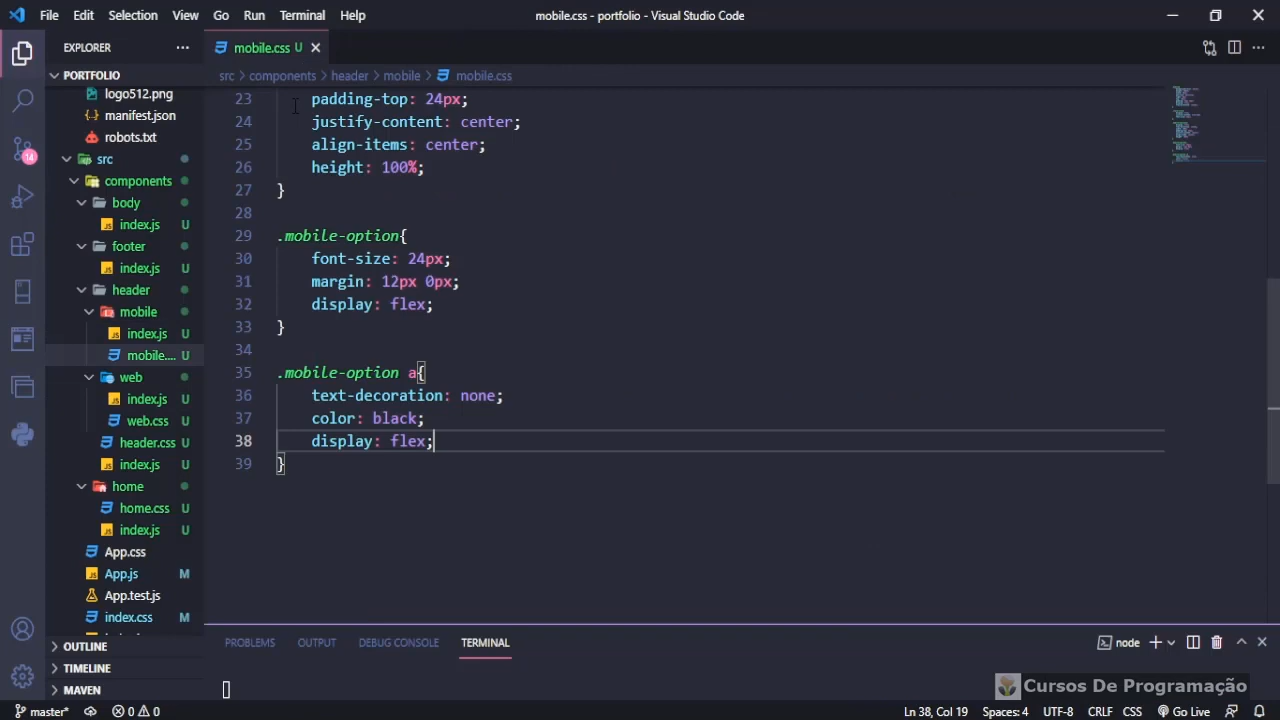 File Edit Selection View Go Run Terminal Help mobile.css - portfolio - Visual Studio Code
EXPLORER
mobile.css U
PORTFOLIO
src > components > header > mobile > mobile.css
logo512.png
manifest.json
robots.txt
src
components
body
index.js U
footer
index.js U
header
mobile
index.js U
mobile.... U
web
index.js U
web.css U
header.css U
index.js U
home
home.css U
index.js U
App.css
App.js M
App.test.js
index.css M
OUTLINE
TIMELINE
MAVEN
14
23 padding-top: 24px;
24 justify-content: center;
25 align-items: center;
26 height: 100%;
27 }
28
29 .mobile-option{
30 font-size: 24px;
31 margin: 12px 0px;
32 display: flex;
33 }
34
35 .mobile-option a{
36 text-decoration: none;
37 color: black;
38 display: flex;
39 }
PROBLEMS OUTPUT DEBUG CONSOLE TERMINAL
node
Cursos De Programação
master* 0 0 Ln 38, Col 19 Spaces: 4 UTF-8 CRLF CSS Go Live